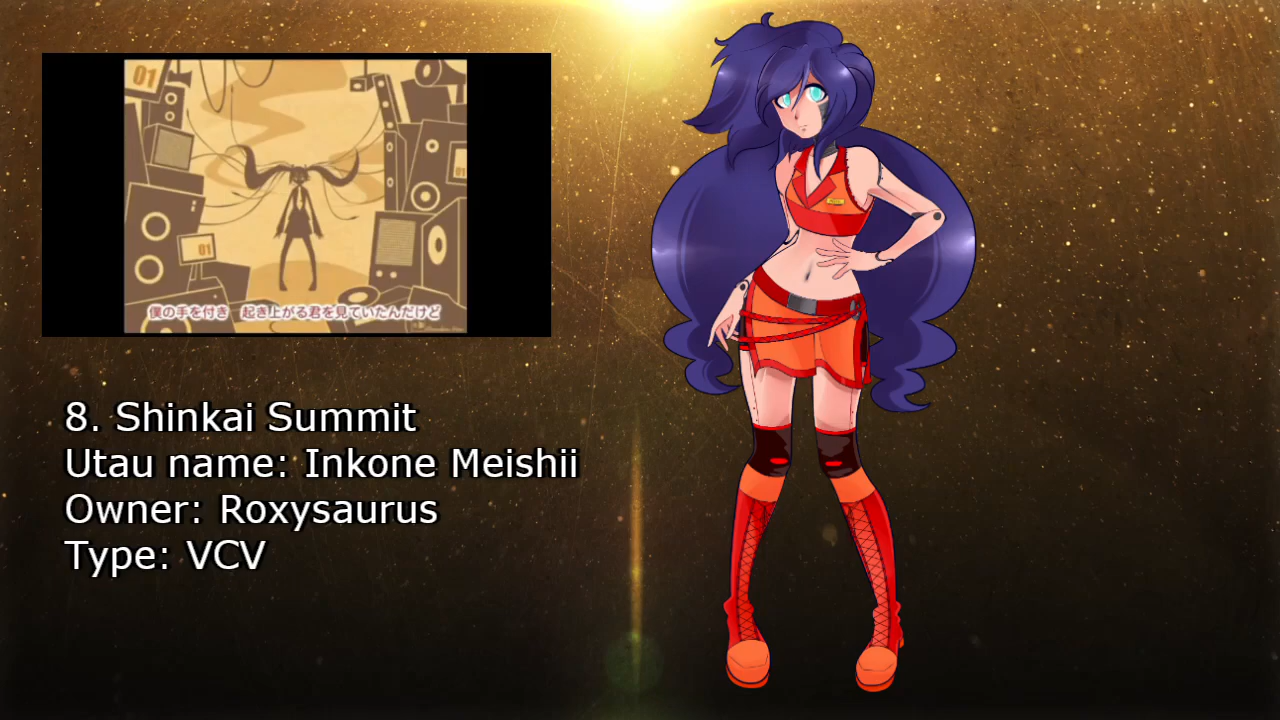 01
01
01
僕の手を付き 起き上がる君を見ていたんだけど
8. Shinkai Summit
Utau name: Inkone Meishii
Owner: Roxysaurus
Type: VCV